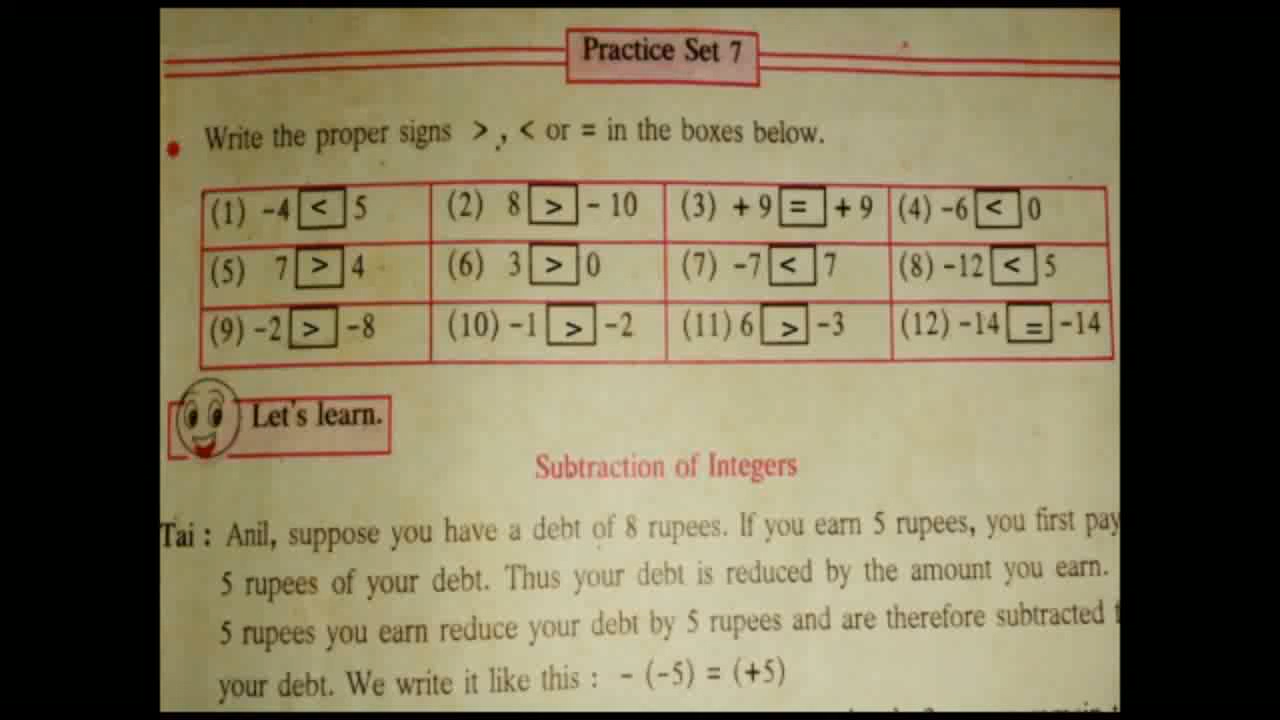 Practice Set 7
Write the proper signs > , < or = in the boxes below.
(1) -4 < 5 (2) 8 > - 10 (3) + 9 = + 9 (4) -6 < 0
(5) 7 > 4 (6) 3 > 0 (7) -7 < 7 (8) -12 < 5
(9) -2 > -8 (10) -1 > -2 (11) 6 > -3 (12) -14 = -14
Let's learn.
Subtraction of Integers
Tai : Anil, suppose you have a debt of 8 rupees. If you earn 5 rupees, you first pay
5 rupees of your debt. Thus your debt is reduced by the amount you earn.
5 rupees you earn reduce your debt by 5 rupees and are therefore subtracted
your debt. We write it like this : - (-5) = (+5)